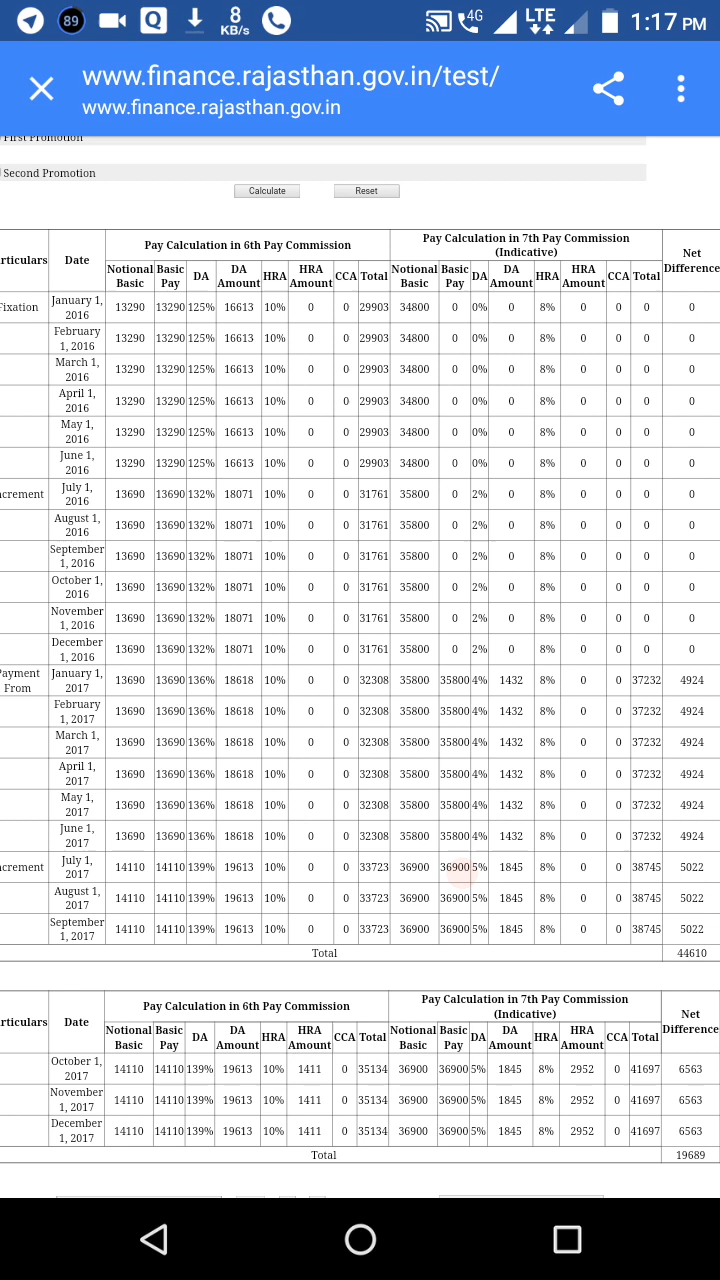 89 8 KB/s 4G LTE 1:17 PM
www.finance.rajasthan.gov.in/test/
www.finance.rajasthan.gov.in
First Promotion
Second Promotion
Calculate Reset
rticulars Date Pay Calculation in 6th Pay Commission Pay Calculation in 7th Pay Commission (Indicative) Net Difference
Notional Basic Basic Pay DA DA Amount HRA HRA Amount CCA Total Notional Basic Basic Pay DA DA Amount HRA HRA Amount CCA Total
Fixation January 1, 2016 13290 13290 125% 16613 10% 0 0 29903 34800 0 0% 0 8% 0 0 0 0
February 1, 2016 13290 13290 125% 16613 10% 0 0 29903 34800 0 0% 0 8% 0 0 0 0
March 1, 2016 13290 13290 125% 16613 10% 0 0 29903 34800 0 0% 0 8% 0 0 0 0
April 1, 2016 13290 13290 125% 16613 10% 0 0 29903 34800 0 0% 0 8% 0 0 0 0
May 1, 2016 13290 13290 125% 16613 10% 0 0 29903 34800 0 0% 0 8% 0 0 0 0
June 1, 2016 13290 13290 125% 16613 10% 0 0 29903 34800 0 0% 0 8% 0 0 0 0
crement July 1, 2016 13690 13690 132% 18071 10% 0 0 31761 35800 0 2% 0 8% 0 0 0 0
August 1, 2016 13690 13690 132% 18071 10% 0 0 31761 35800 0 2% 0 8% 0 0 0 0
September 1, 2016 13690 13690 132% 18071 10% 0 0 31761 35800 0 2% 0 8% 0 0 0 0
October 1, 2016 13690 13690 132% 18071 10% 0 0 31761 35800 0 2% 0 8% 0 0 0 0
November 1, 2016 13690 13690 132% 18071 10% 0 0 31761 35800 0 2% 0 8% 0 0 0 0
December 1, 2016 13690 13690 132% 18071 10% 0 0 31761 35800 0 2% 0 8% 0 0 0 0
Payment From January 1, 2017 13690 13690 136% 18618 10% 0 0 32308 35800 35800 4% 1432 8% 0 0 37232 4924
February 1, 2017 13690 13690 136% 18618 10% 0 0 32308 35800 35800 4% 1432 8% 0 0 37232 4924
March 1, 2017 13690 13690 136% 18618 10% 0 0 32308 35800 35800 4% 1432 8% 0 0 37232 4924
April 1, 2017 13690 13690 136% 18618 10% 0 0 32308 35800 35800 4% 1432 8% 0 0 37232 4924
May 1, 2017 13690 13690 136% 18618 10% 0 0 32308 35800 35800 4% 1432 8% 0 0 37232 4924
June 1, 2017 13690 13690 136% 18618 10% 0 0 32308 35800 35800 4% 1432 8% 0 0 37232 4924
crement July 1, 2017 14110 14110 139% 19613 10% 0 0 33723 36900 36900 5% 1845 8% 0 0 38745 5022
August 1, 2017 14110 14110 139% 19613 10% 0 0 33723 36900 36900 5% 1845 8% 0 0 38745 5022
September 1, 2017 14110 14110 139% 19613 10% 0 0 33723 36900 36900 5% 1845 8% 0 0 38745 5022
Total 44610
rticulars Date Pay Calculation in 6th Pay Commission Pay Calculation in 7th Pay Commission (Indicative) Net Difference
Notional Basic Basic Pay DA DA Amount HRA HRA Amount CCA Total Notional Basic Basic Pay DA DA Amount HRA HRA Amount CCA Total
October 1, 2017 14110 14110 139% 19613 10% 1411 0 35134 36900 36900 5% 1845 8% 2952 0 41697 6563
November 1, 2017 14110 14110 139% 19613 10% 1411 0 35134 36900 36900 5% 1845 8% 2952 0 41697 6563
December 1, 2017 14110 14110 139% 19613 10% 1411 0 35134 36900 36900 5% 1845 8% 2952 0 41697 6563
Total 19689